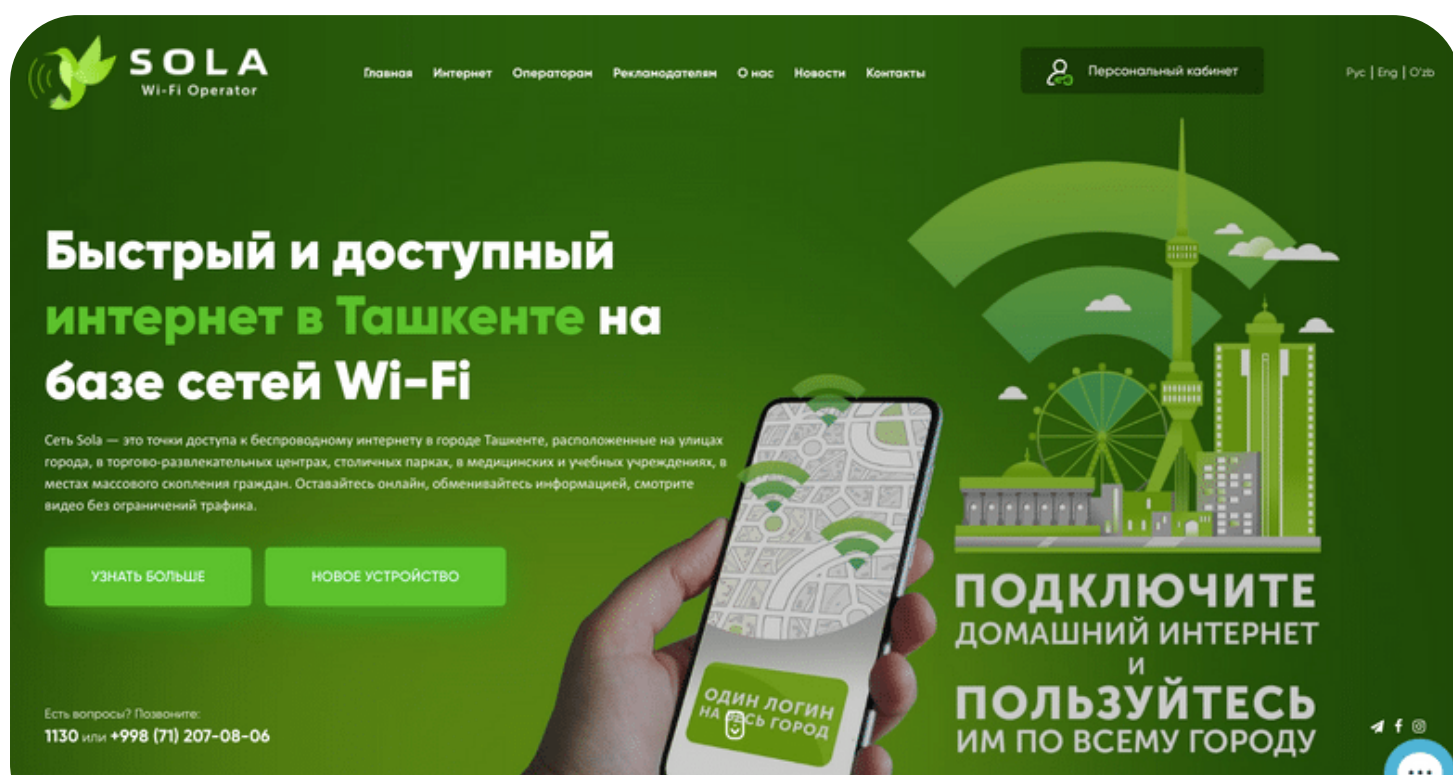 SOLA
Wi-Fi Operator
Главная Интернет Операторам Рекламодателям О нас Новости Контакты
Персональный кабинет
Рус | Eng | O'zb
Быстрый и доступный
интернет в Ташкенте на
базе сетей Wi-Fi
Сеть Sola — это точки доступа к беспроводному интернету в городе Ташкенте, расположенные на улицах
города, в торгово-развлекательных центрах, столичных парках, в медицинских и учебных учреждениях, в
местах массового скопления граждан. Оставайтесь онлайн, обменивайтесь информацией, смотрите
видео без ограничений трафика.
УЗНАТЬ БОЛЬШЕ
НОВОЕ УСТРОЙСТВО
Есть вопросы? Позвоните:
1130 или +998 (71) 207-08-06
ОДИН ЛОГИН
НА ВЕСЬ ГОРОД
ПОДКЛЮЧИТЕ
ДОМАШНИЙ ИНТЕРНЕТ
И
ПОЛЬЗУЙТЕСЬ
ИМ ПО ВСЕМУ ГОРОДУ